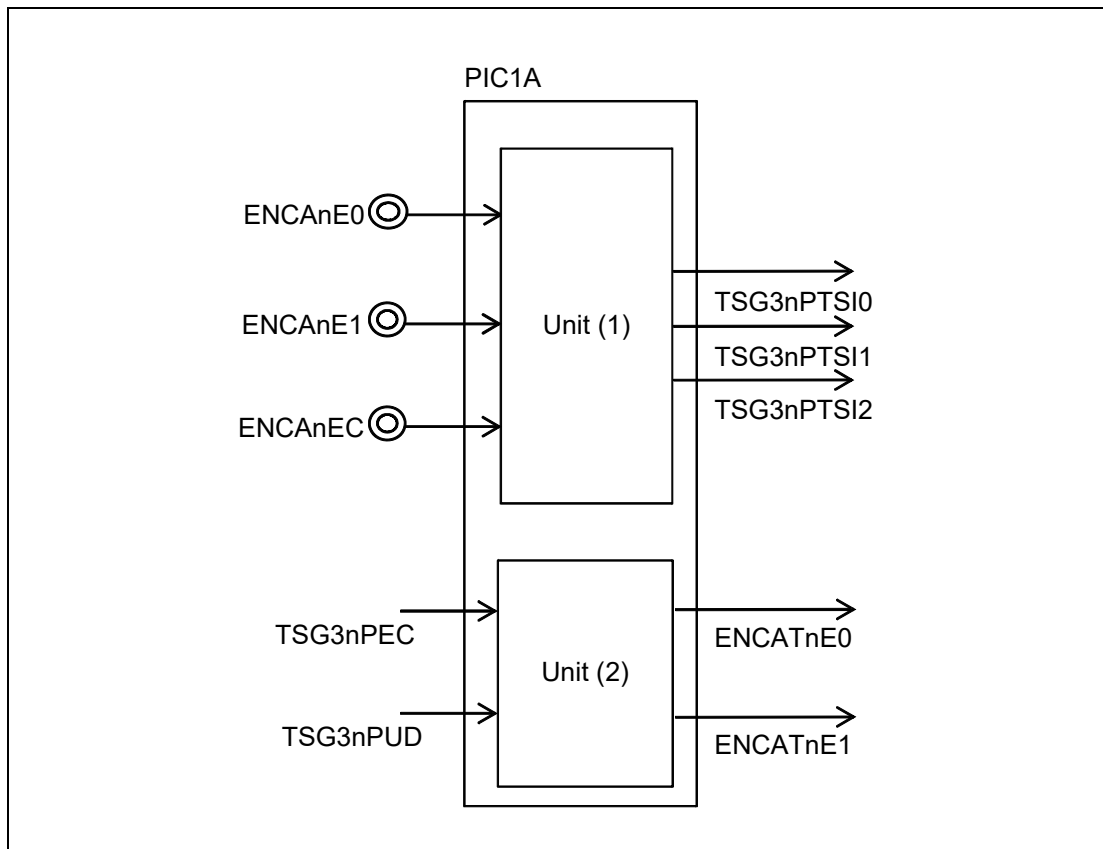 PIC1A
ENCAnE0
ENCAnE1
ENCAnEC
Unit (1)
TSG3nPTSI0
TSG3nPTSI1
TSG3nPTSI2
TSG3nPEC
TSG3nPUD
Unit (2)
ENCATnE0
ENCATnE1